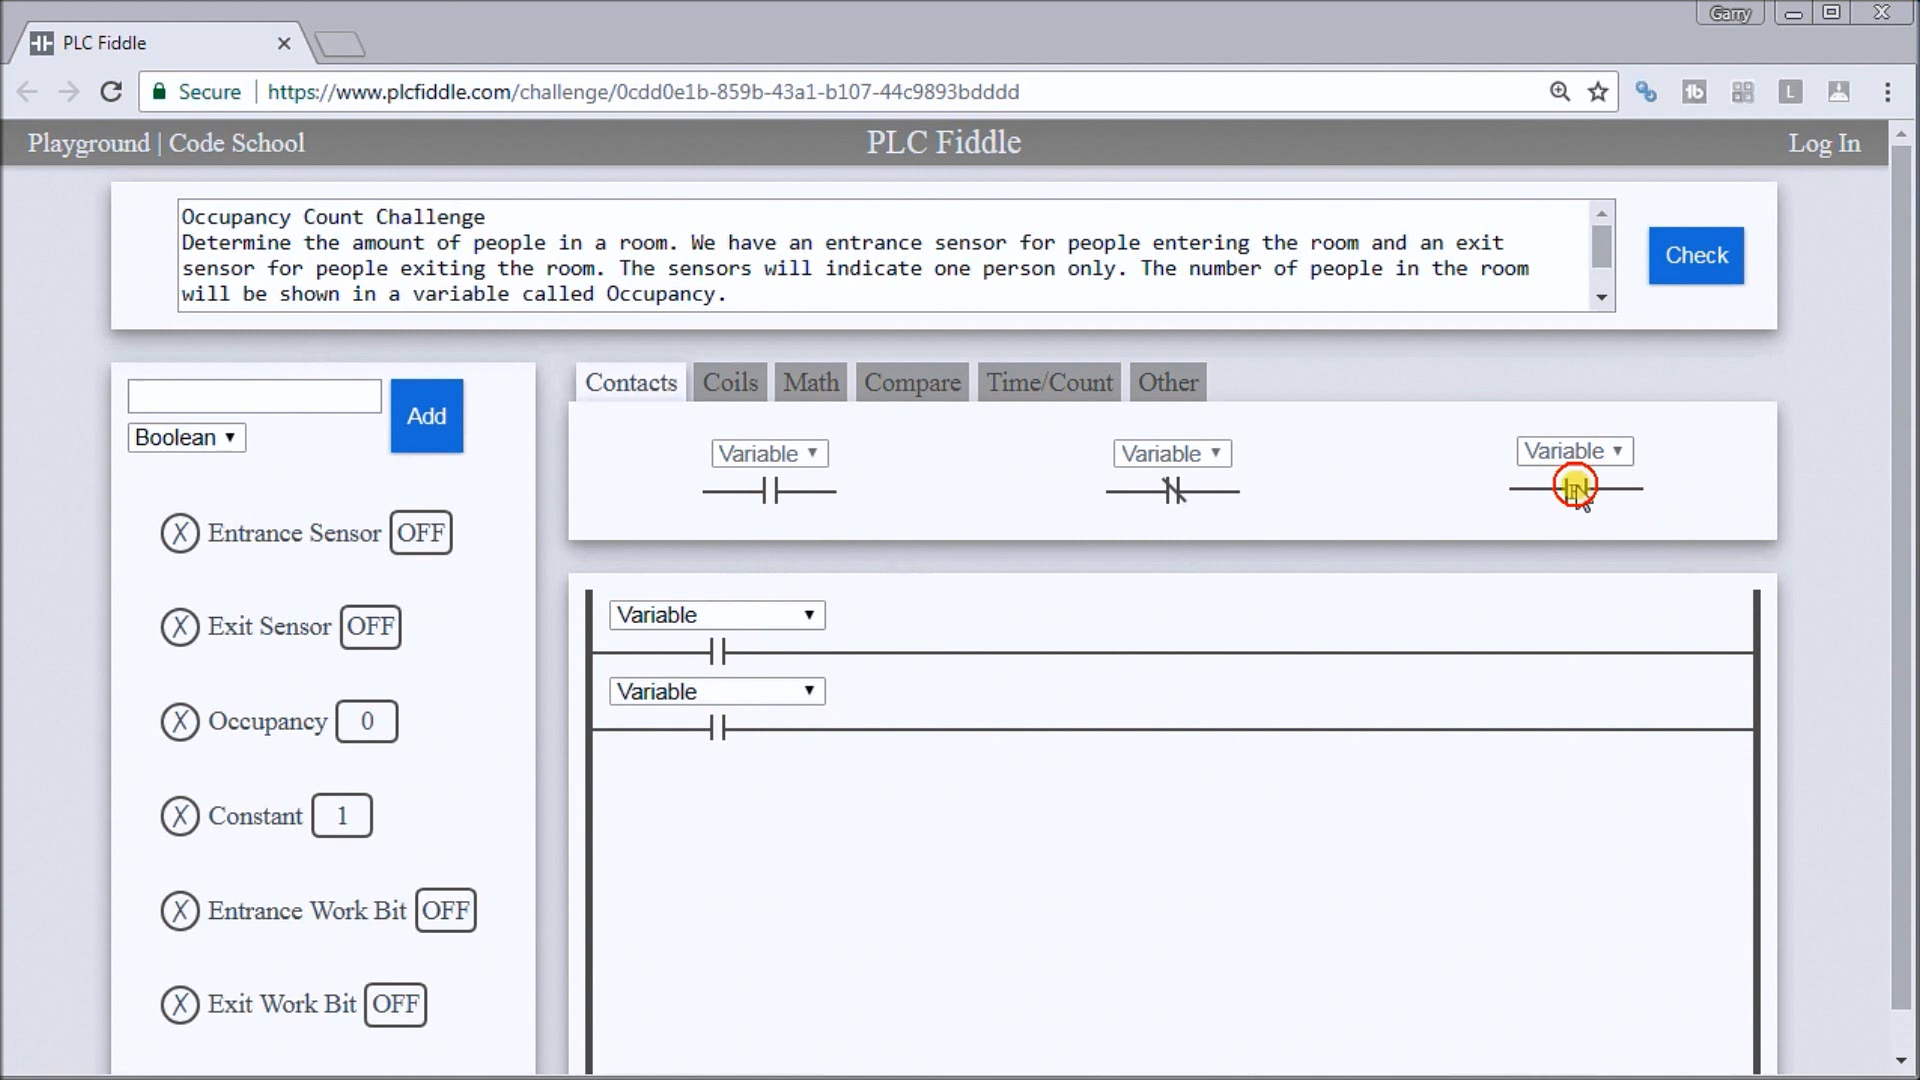 Garry
PLC Fiddle
Secure https://www.plcfiddle.com/challenge/0cdd0e1b-859b-43a1-b107-44c9893bdddd
Playground | Code School
PLC Fiddle
Log In
Occupancy Count Challenge
Determine the amount of people in a room. We have an entrance sensor for people entering the room and an exit
sensor for people exiting the room. The sensors will indicate one person only. The number of people in the room
will be shown in a variable called Occupancy.
Check
Add
Boolean
Contacts Coils Math Compare Time/Count Other
Variable Variable Variable
Entrance Sensor OFF
Exit Sensor OFF
Occupancy 0
Constant 1
Entrance Work Bit OFF
Exit Work Bit OFF
Variable
Variable